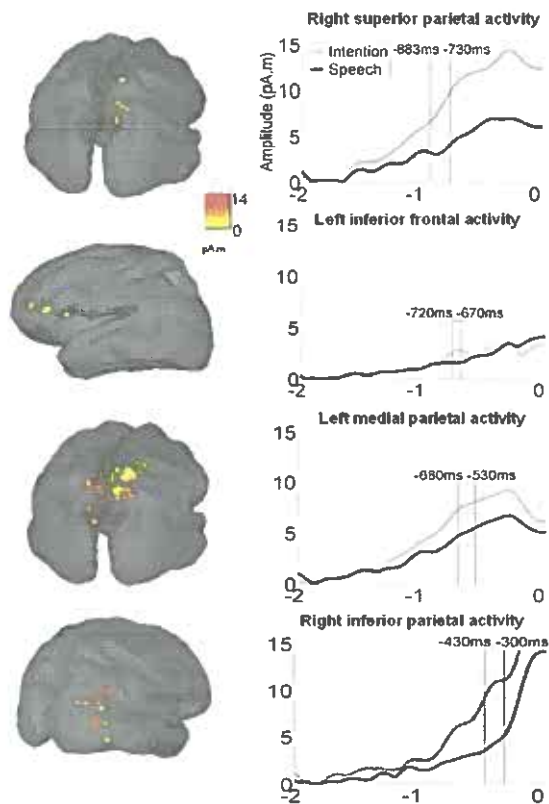 Right superior parietal activity
15
Intention -883ms -730ms
Speech
10
Amplitude (pA.m)
5
0
-2 -1 0
14
0
pA.m
Left inferior frontal activity
15
10
-720ms -670ms
5
0
-2 -1 0
Left medial parietal activity
15
10
-680ms -530ms
5
0
-2 -1 0
Right inferior parietal activity
15
-430ms -300ms
10
5
0
-2 -1 0